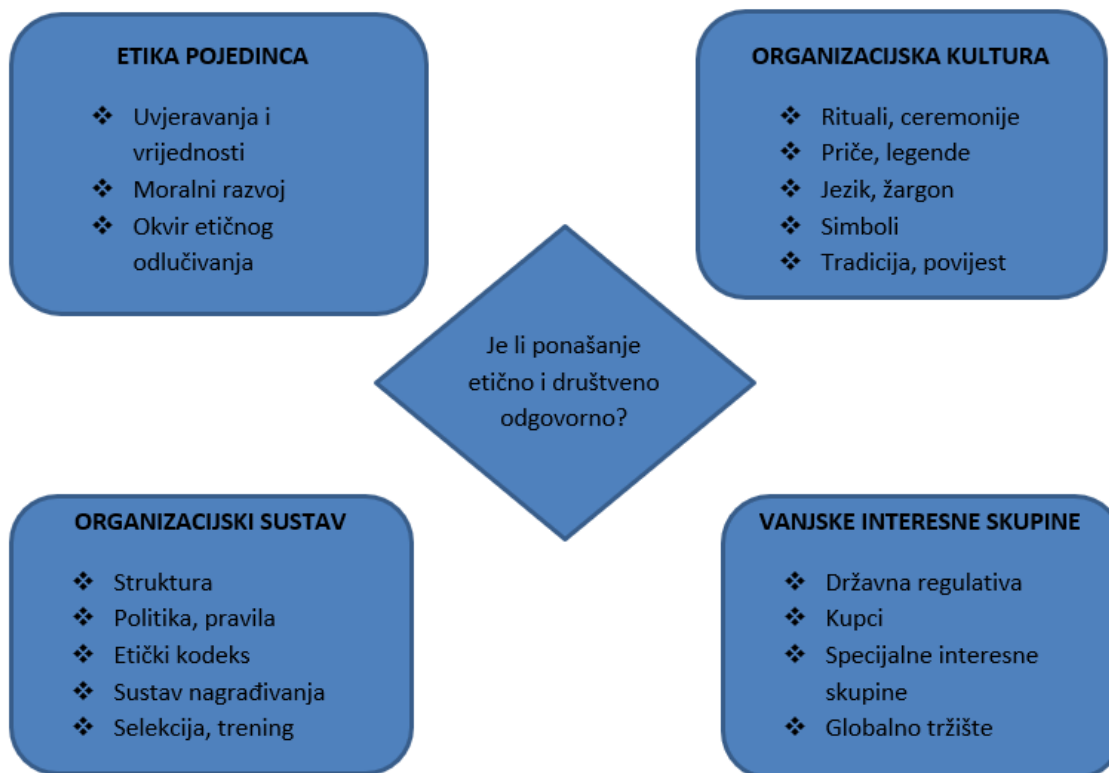 ETIKA POJEDINCA
❖ Uvjeravanja i
vrijednosti
❖ Moralni razvoj
❖ Okvir etičnog
odlučivanja
ORGANIZACIJSKA KULTURA
❖ Rituali, ceremonije
❖ Priče, legende
❖ Jezik, žargon
❖ Simboli
❖ Tradicija, povijest
Je li ponašanje
etično i društveno
odgovorno?
ORGANIZACIJSKI SUSTAV
❖ Struktura
❖ Politika, pravila
❖ Etički kodeks
❖ Sustav nagrađivanja
❖ Selekcija, trening
VANJSKE INTERESNE SKUPINE
❖ Državna regulativa
❖ Kupci
❖ Specijalne interesne
skupine
❖ Globalno tržište